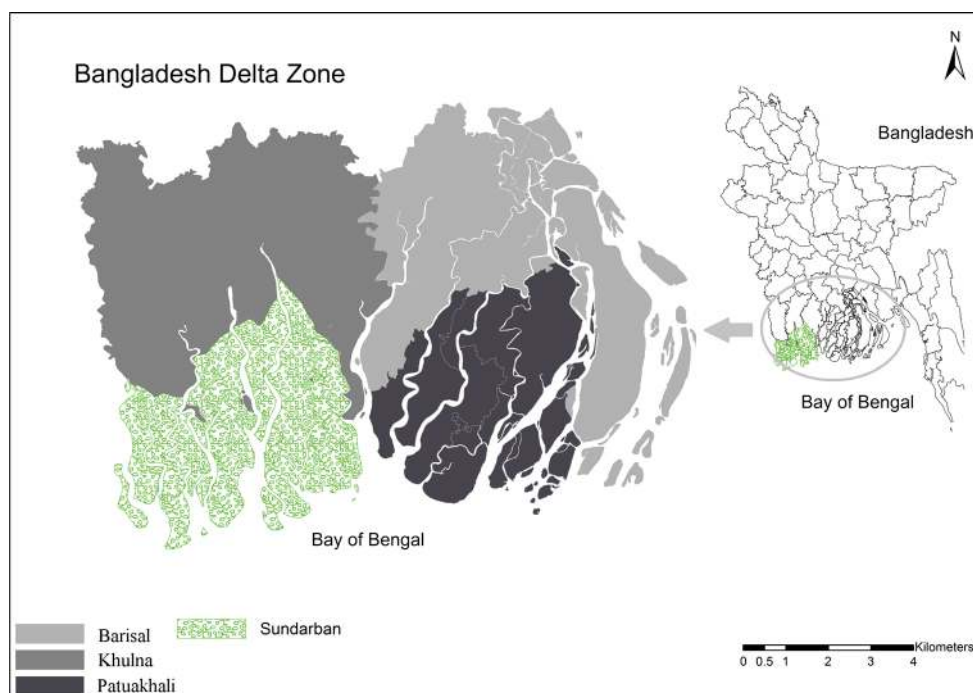 N
Bangladesh Delta Zone
Bangladesh
Bay of Bengal
Bay of Bengal
Barisal
Sundarban
Khulna
Patuakhali
Kilometers
0 0.5 1 2 3 4